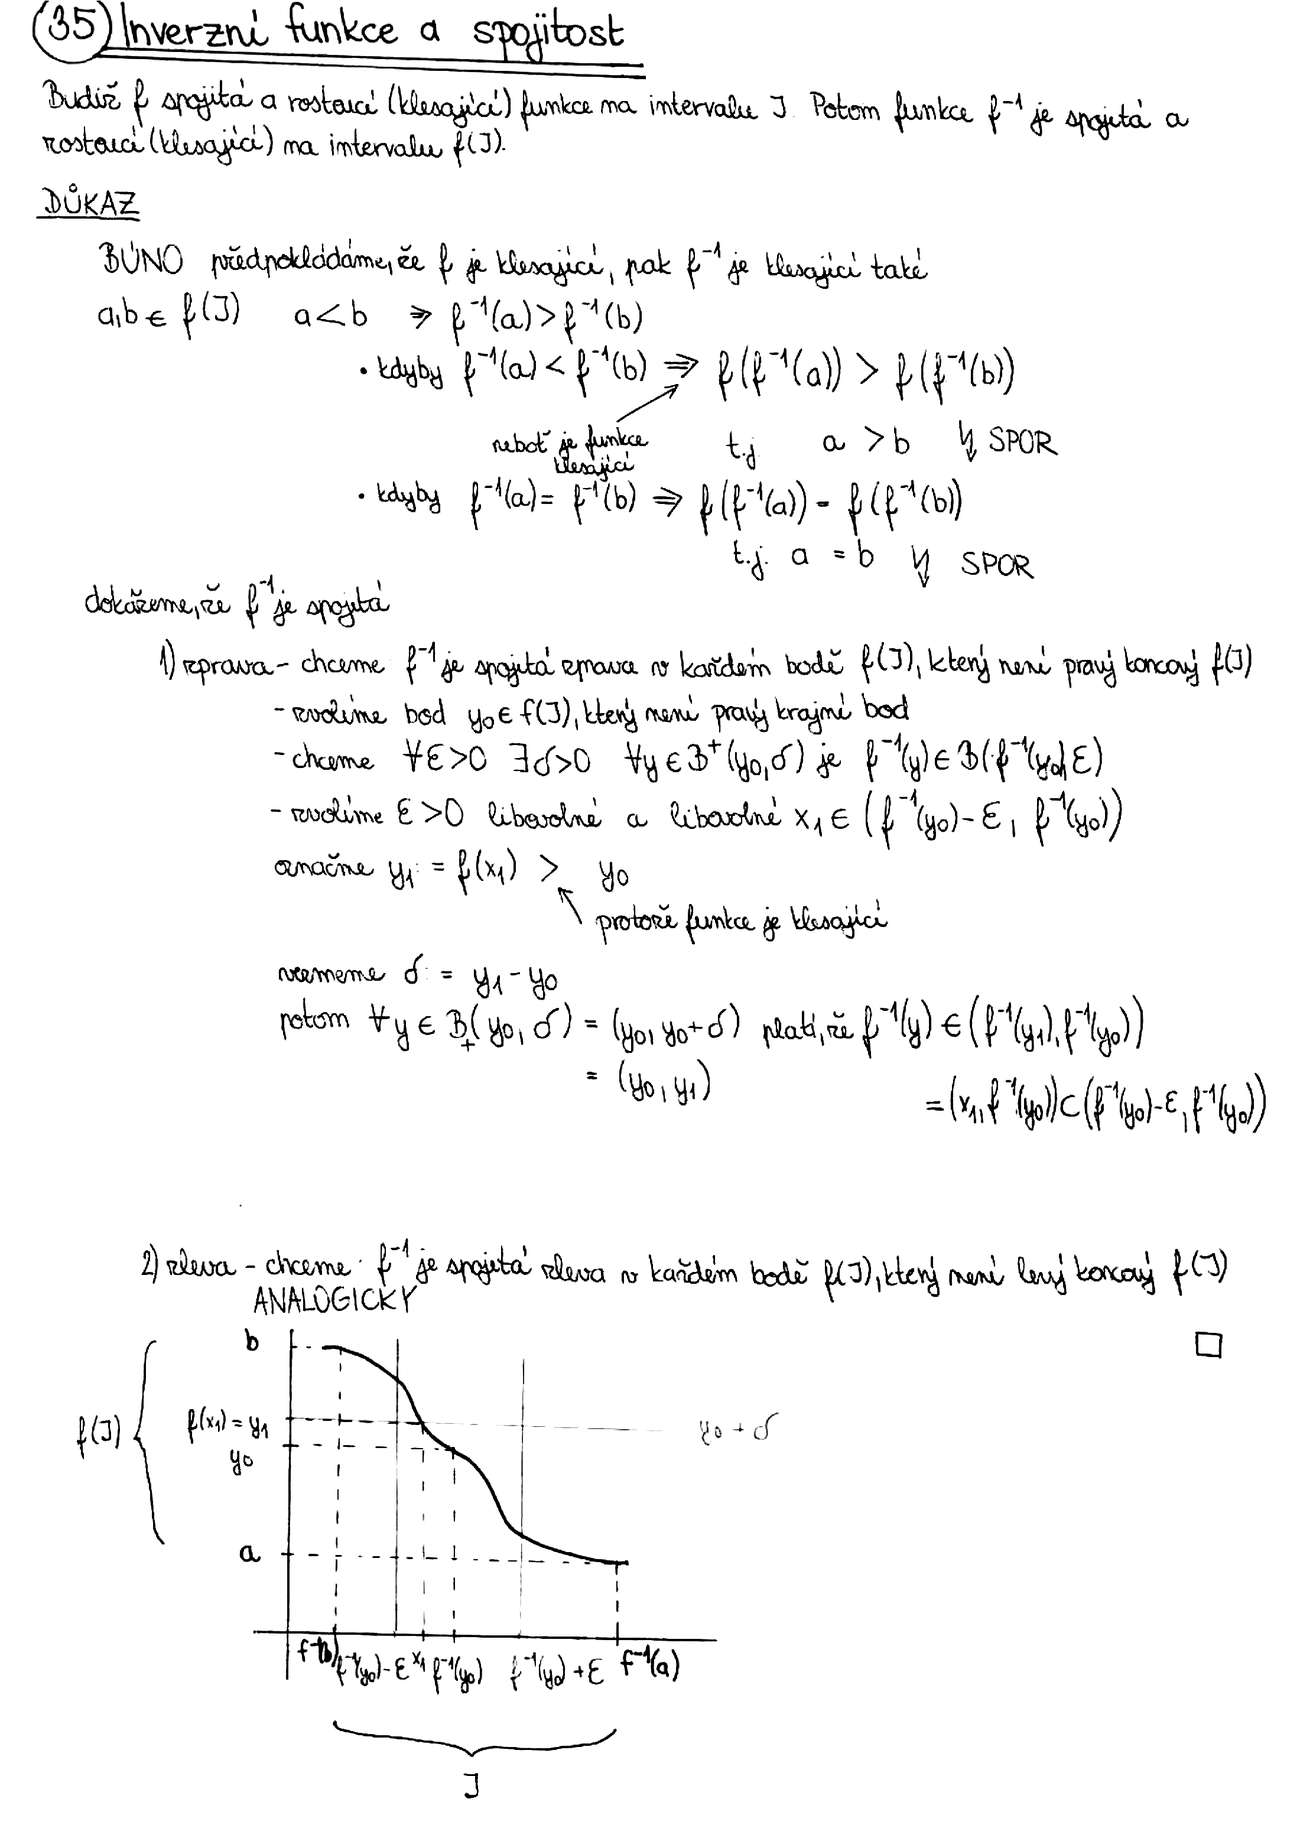 35 Inverzní funkce a spojitost
Budiž f spojitá a rostoucí (klesající) funkce na intervalu J. Potom funkce f⁻¹ je spojitá a
rostoucí (klesající) na intervalu f(J).
DŮKAZ
BÚNO předpokládáme, že f je klesající, pak f⁻¹ je klesající také
a,b ∈ f(J) a < b ⇒ f⁻¹(a) > f⁻¹(b)
• kdyby f⁻¹(a) < f⁻¹(b) ⇒ f(f⁻¹(a)) > f(f⁻¹(b))
neboť je funkce
klesající
t.j. a > b ↯ SPOR
• kdyby f⁻¹(a) = f⁻¹(b) ⇒ f(f⁻¹(a)) - f(f⁻¹(b))
t.j. a = b ↯ SPOR
dokážeme, že f⁻¹ je spojitá
1) zprava - chceme f⁻¹ je spojitá zprava v každém bodě f(J), který není pravý koncový f(J)
- zvolíme bod y₀ ∈ f(J), který není pravý krajní bod
- chceme ∀ε>0 ∃δ>0 ∀y ∈ B⁺(y₀,δ) je f⁻¹(y) ∈ B(f⁻¹(y₀),ε)
- zvolíme ε>0 libovolné a libovolné x₁ ∈ (f⁻¹(y₀)-ε, f⁻¹(y₀))
označme y₁ := f(x₁) > y₀
protože funkce je klesající
vezmeme δ := y₁ - y₀
potom ∀y ∈ B₊(y₀, δ) = (y₀, y₀+δ) platí, že f⁻¹(y) ∈ (f⁻¹(y₁), f⁻¹(y₀))
= (y₀, y₁)
= (x₁, f⁻¹(y₀)) ⊂ (f⁻¹(y₀)-ε, f⁻¹(y₀))
2) zleva - chceme f⁻¹ je spojitá zleva v každém bodě f(J), který není levý koncový f(J)
ANALOGICKY
□
b
f(J)
f(x₁) = y₁
y₀ + δ
y₀
a
f⁻¹(b) f⁻¹(y₀)-ε x₁ f⁻¹(y₀) f⁻¹(y₀)+ε f⁻¹(a)
J